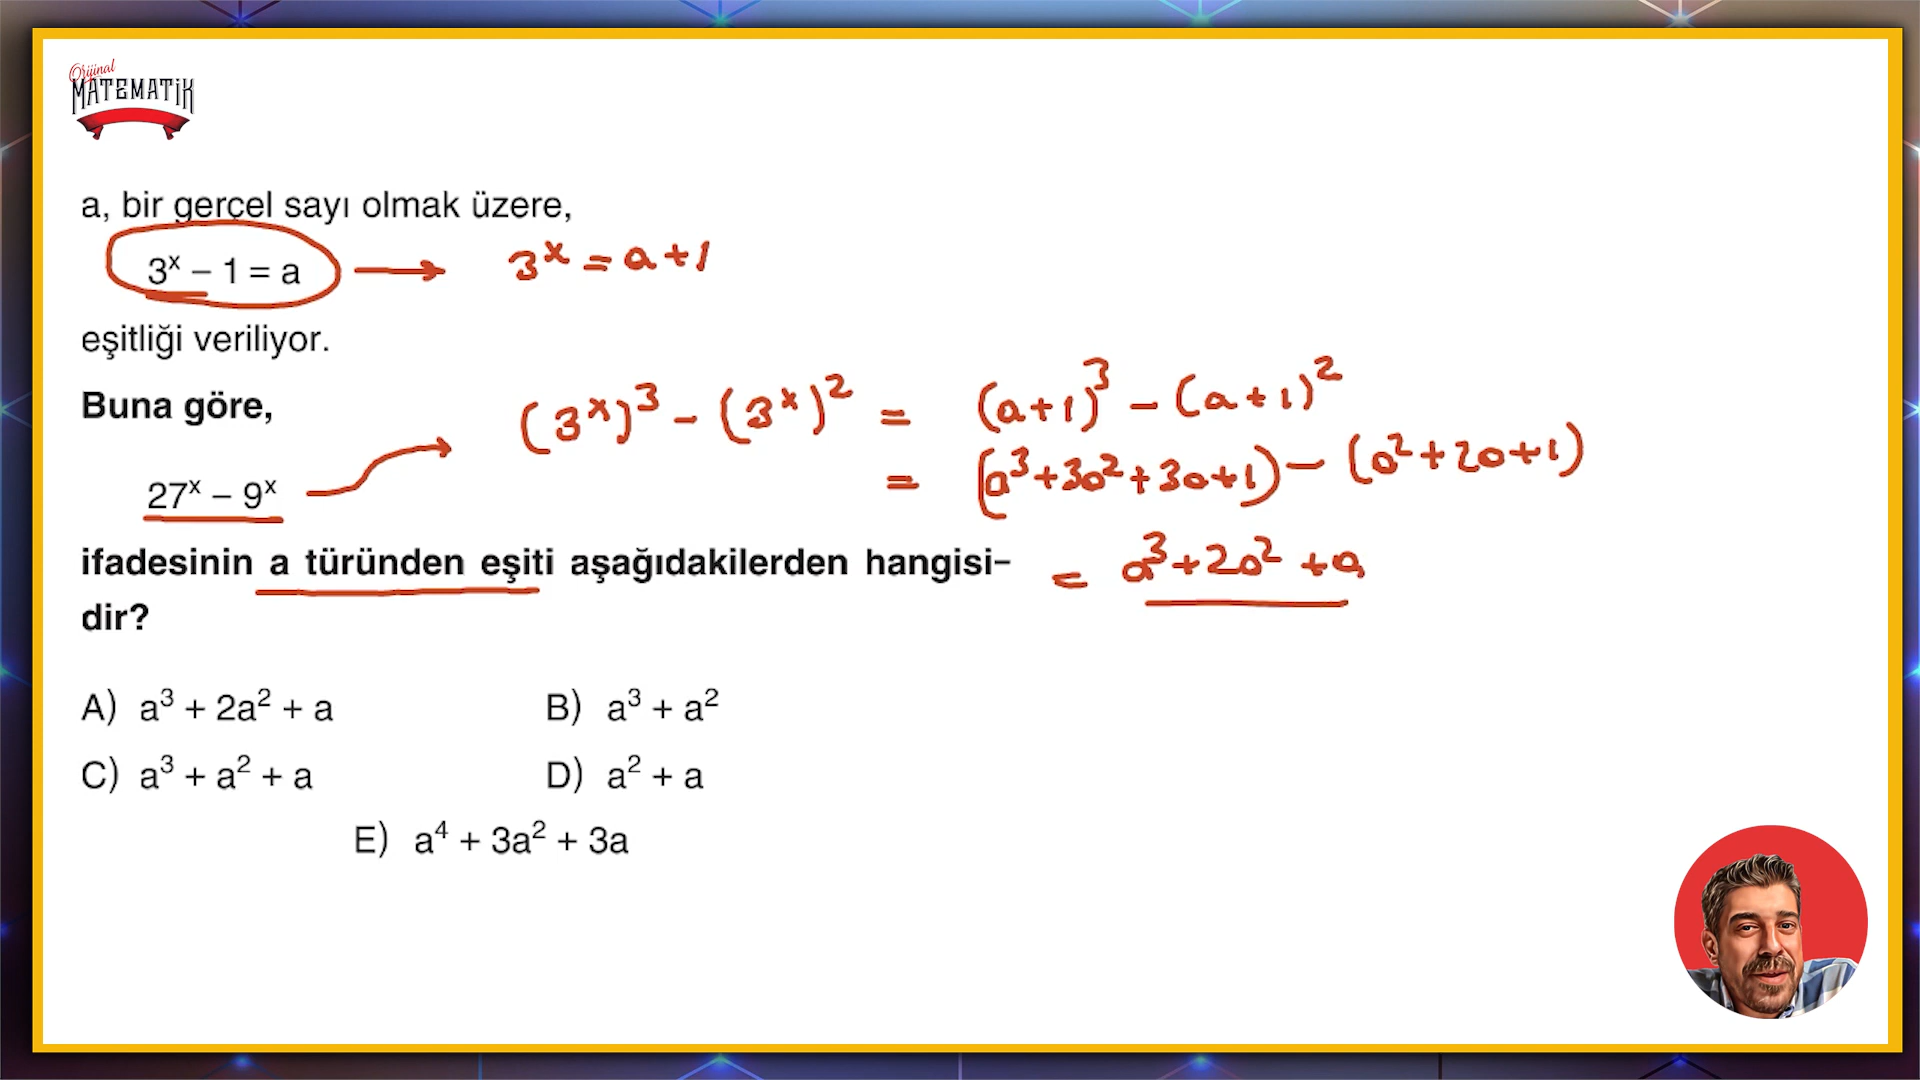 Orijinal
MATEMATİK
a, bir gerçel sayı olmak üzere,
3ˣ – 1 = a
3ˣ = a + 1
eşitliği veriliyor.
Buna göre,
(3ˣ)³ – (3ˣ)² = (a+1)³ – (a+1)²
= (a³+3a²+3a+1) – (a²+2a+1)
27ˣ – 9ˣ
ifadesinin a türünden eşiti aşağıdakilerden hangisi–
dir?
= a³+2a²+a
A) a³ + 2a² + a
B) a³ + a²
C) a³ + a² + a
D) a² + a
E) a⁴ + 3a² + 3a